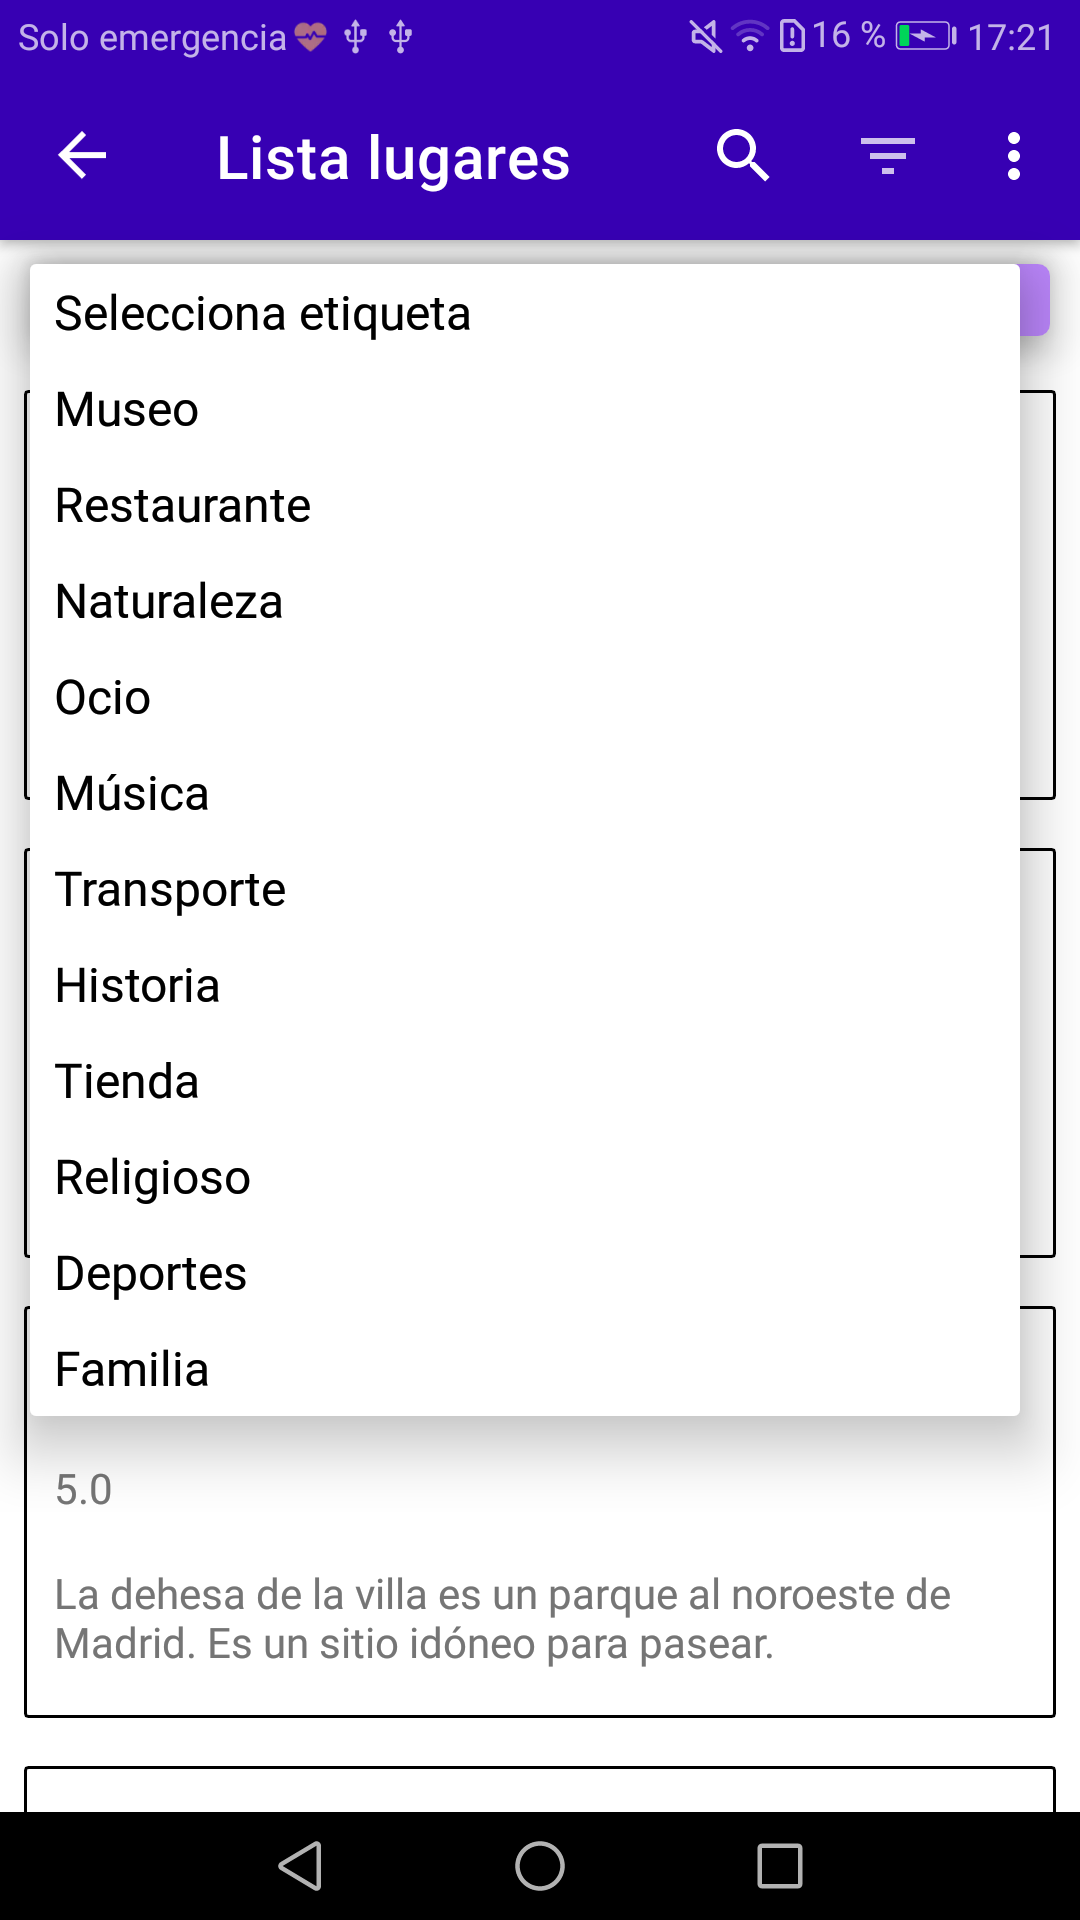 Solo emergencia 16 % 17:21
Lista lugares
Selecciona etiqueta
Museo
Restaurante
Naturaleza
Ocio
Música
Transporte
Historia
Tienda
Religioso
Deportes
Familia
5.0
La dehesa de la villa es un parque al noroeste de
Madrid. Es un sitio idóneo para pasear.